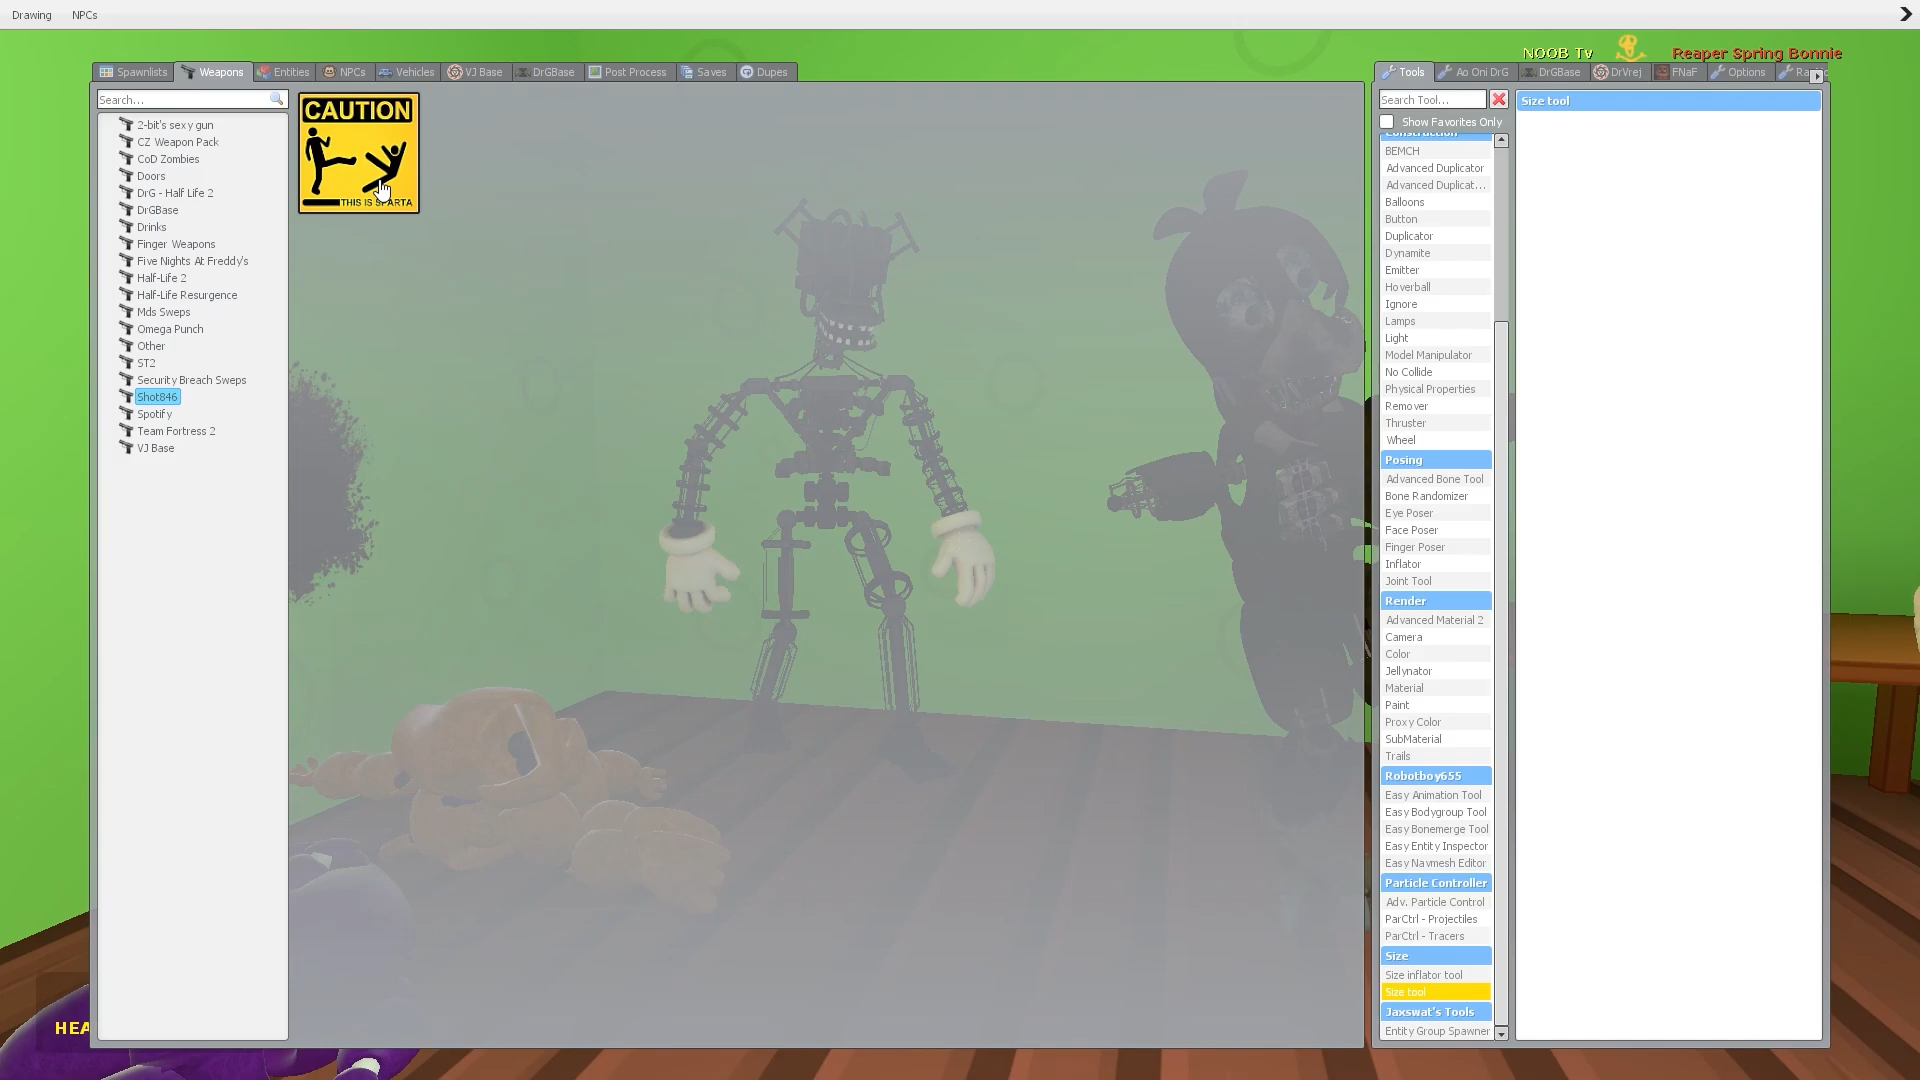 Drawing NPCs
NOOB Tv Reaper Spring Bonnie
Spawnlists Weapons Entities NPCs Vehicles VJ Base DrGBase Post Process Saves Dupes
Tools Ao Oni DrG DrGBase DrVrej FNaF Options
Search...
2-bit's sexy gun
CZ Weapon Pack
CoD Zombies
Doors
DrG - Half Life 2
DrGBase
Drinks
Finger Weapons
Five Nights At Freddy's
Half-Life 2
Half-Life Resurgence
Mds Sweps
Omega Punch
Other
ST2
Security Breach Sweps
Shot846
Spotify
Team Fortress 2
VJ Base
CAUTION
THIS IS SPARTA
Search Tool...
Show Favorites Only
Construction
BEMCH
Advanced Duplicator
Advanced Duplicat...
Balloons
Button
Duplicator
Dynamite
Emitter
Hoverball
Ignore
Lamps
Light
Model Manipulator
No Collide
Physical Properties
Remover
Thruster
Wheel
Posing
Advanced Bone Tool
Bone Randomizer
Eye Poser
Face Poser
Finger Poser
Inflator
Joint Tool
Render
Advanced Material 2
Camera
Color
Jellynator
Material
Paint
Proxy Color
SubMaterial
Trails
Robotboy655
Easy Animation Tool
Easy Bodygroup Tool
Easy Bonemerge Tool
Easy Entity Inspector
Easy Navmesh Editor
Particle Controller
Adv. Particle Control
ParCtrl - Projectiles
ParCtrl - Tracers
Size
Size inflator tool
Size tool
Jaxswat's Tools
Entity Group Spawner
Size tool
HEA